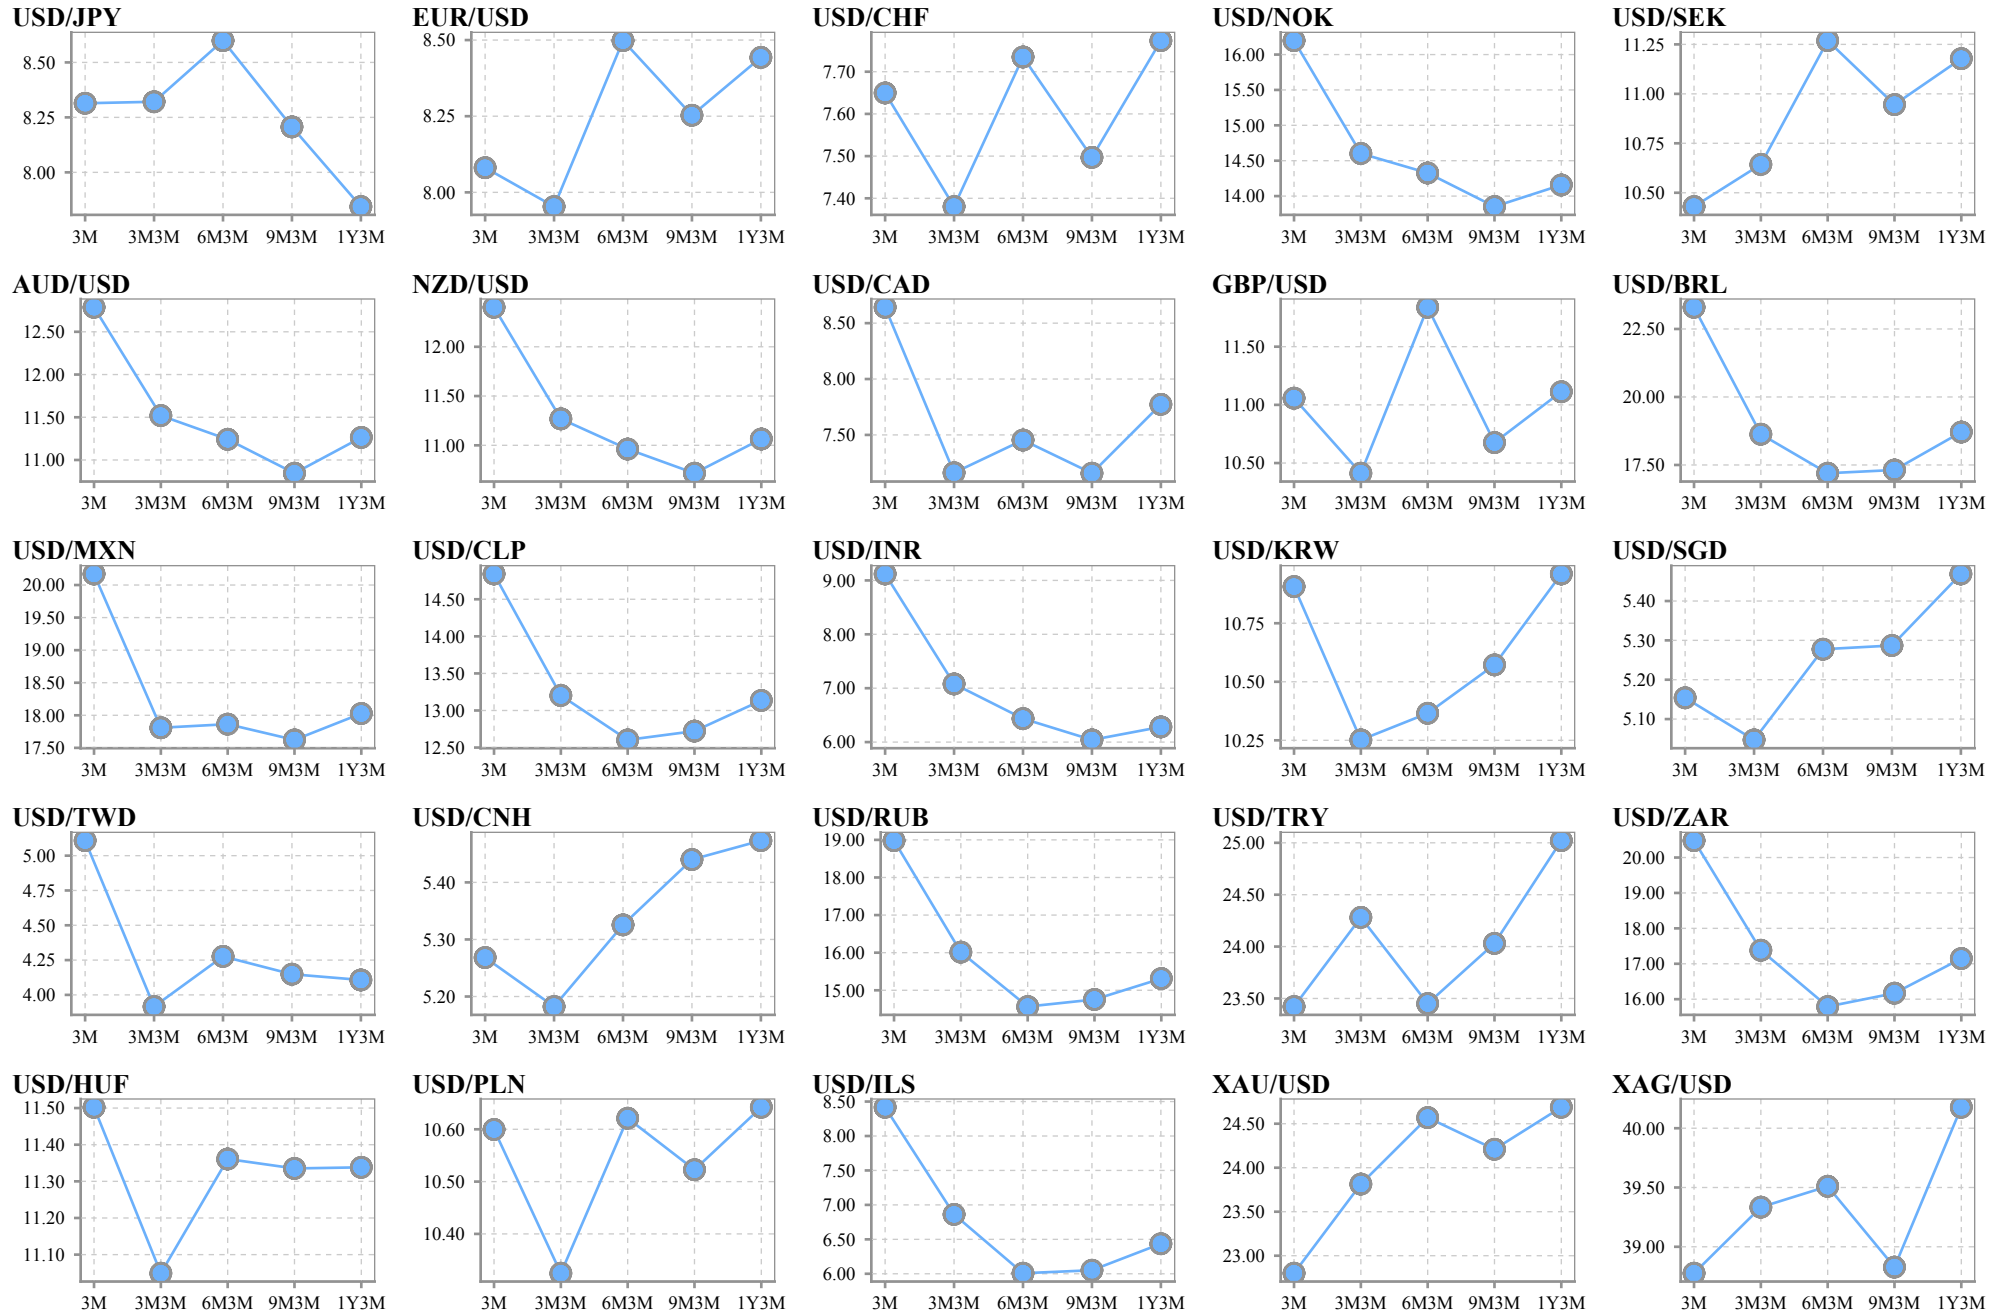 USD/JPY
8.50
8.25
8.00
3M 3M3M 6M3M 9M3M 1Y3M
EUR/USD
8.50
8.25
8.00
3M 3M3M 6M3M 9M3M 1Y3M
USD/CHF
7.70
7.60
7.50
7.40
3M 3M3M 6M3M 9M3M 1Y3M
USD/NOK
16.00
15.50
15.00
14.50
14.00
3M 3M3M 6M3M 9M3M 1Y3M
USD/SEK
11.25
11.00
10.75
10.50
3M 3M3M 6M3M 9M3M 1Y3M
AUD/USD
12.50
12.00
11.50
11.00
3M 3M3M 6M3M 9M3M 1Y3M
NZD/USD
12.00
11.50
11.00
3M 3M3M 6M3M 9M3M 1Y3M
USD/CAD
8.50
8.00
7.50
3M 3M3M 6M3M 9M3M 1Y3M
GBP/USD
11.50
11.00
10.50
3M 3M3M 6M3M 9M3M 1Y3M
USD/BRL
22.50
20.00
17.50
3M 3M3M 6M3M 9M3M 1Y3M
USD/MXN
20.00
19.50
19.00
18.50
18.00
17.50
3M 3M3M 6M3M 9M3M 1Y3M
USD/CLP
14.50
14.00
13.50
13.00
12.50
3M 3M3M 6M3M 9M3M 1Y3M
USD/INR
9.00
8.00
7.00
6.00
3M 3M3M 6M3M 9M3M 1Y3M
USD/KRW
10.75
10.50
10.25
3M 3M3M 6M3M 9M3M 1Y3M
USD/SGD
5.40
5.30
5.20
5.10
3M 3M3M 6M3M 9M3M 1Y3M
USD/TWD
5.00
4.75
4.50
4.25
4.00
3M 3M3M 6M3M 9M3M 1Y3M
USD/CNH
5.40
5.30
5.20
3M 3M3M 6M3M 9M3M 1Y3M
USD/RUB
19.00
18.00
17.00
16.00
15.00
3M 3M3M 6M3M 9M3M 1Y3M
USD/TRY
25.00
24.50
24.00
23.50
3M 3M3M 6M3M 9M3M 1Y3M
USD/ZAR
20.00
19.00
18.00
17.00
16.00
3M 3M3M 6M3M 9M3M 1Y3M
USD/HUF
11.50
11.40
11.30
11.20
11.10
3M 3M3M 6M3M 9M3M 1Y3M
USD/PLN
10.60
10.50
10.40
3M 3M3M 6M3M 9M3M 1Y3M
USD/ILS
8.50
8.00
7.50
7.00
6.50
6.00
3M 3M3M 6M3M 9M3M 1Y3M
XAU/USD
24.50
24.00
23.50
23.00
3M 3M3M 6M3M 9M3M 1Y3M
XAG/USD
40.00
39.50
39.00
3M 3M3M 6M3M 9M3M 1Y3M